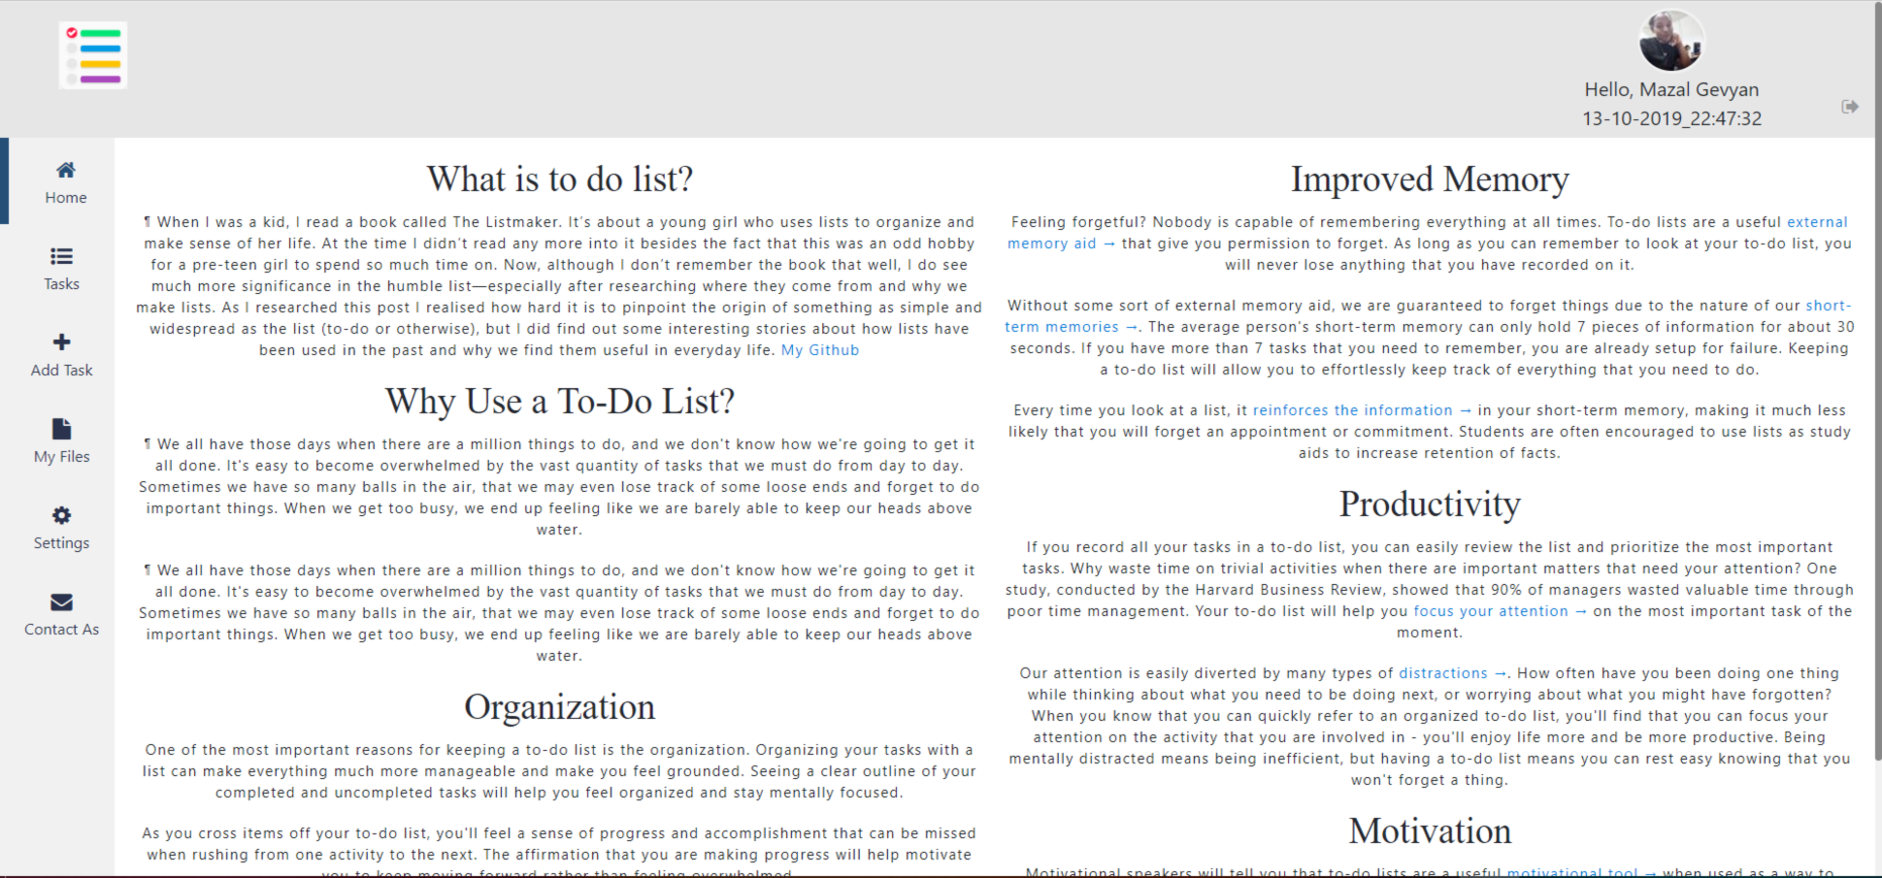 Hello, Mazal Gevyan
13-10-2019_22:47:32
Home
Tasks
Add Task
My Files
Settings
Contact As
What is to do list?
¶ When I was a kid, I read a book called The Listmaker. It's about a young girl who uses lists to organize and
make sense of her life. At the time I didn't read any more into it besides the fact that this was an odd hobby
for a pre-teen girl to spend so much time on. Now, although I don't remember the book that well, I do see
much more significance in the humble list—especially after researching where they come from and why we
make lists. As I researched this post I realised how hard it is to pinpoint the origin of something as simple and
widespread as the list (to-do or otherwise), but I did find out some interesting stories about how lists have
been used in the past and why we find them useful in everyday life. My Github
Why Use a To-Do List?
¶ We all have those days when there are a million things to do, and we don't know how we're going to get it
all done. It's easy to become overwhelmed by the vast quantity of tasks that we must do from day to day.
Sometimes we have so many balls in the air, that we may even lose track of some loose ends and forget to do
important things. When we get too busy, we end up feeling like we are barely able to keep our heads above
water.
¶ We all have those days when there are a million things to do, and we don't know how we're going to get it
all done. It's easy to become overwhelmed by the vast quantity of tasks that we must do from day to day.
Sometimes we have so many balls in the air, that we may even lose track of some loose ends and forget to do
important things. When we get too busy, we end up feeling like we are barely able to keep our heads above
water.
Organization
One of the most important reasons for keeping a to-do list is the organization. Organizing your tasks with a
list can make everything much more manageable and make you feel grounded. Seeing a clear outline of your
completed and uncompleted tasks will help you feel organized and stay mentally focused.
As you cross items off your to-do list, you'll feel a sense of progress and accomplishment that can be missed
when rushing from one activity to the next. The affirmation that you are making progress will help motivate
you to keep moving forward rather than feeling overwhelmed.
Improved Memory
Feeling forgetful? Nobody is capable of remembering everything at all times. To-do lists are a useful external
memory aid → that give you permission to forget. As long as you can remember to look at your to-do list, you
will never lose anything that you have recorded on it.
Without some sort of external memory aid, we are guaranteed to forget things due to the nature of our short-
term memories →. The average person's short-term memory can only hold 7 pieces of information for about 30
seconds. If you have more than 7 tasks that you need to remember, you are already setup for failure. Keeping
a to-do list will allow you to effortlessly keep track of everything that you need to do.
Every time you look at a list, it reinforces the information → in your short-term memory, making it much less
likely that you will forget an appointment or commitment. Students are often encouraged to use lists as study
aids to increase retention of facts.
Productivity
If you record all your tasks in a to-do list, you can easily review the list and prioritize the most important
tasks. Why waste time on trivial activities when there are important matters that need your attention? One
study, conducted by the Harvard Business Review, showed that 90% of managers wasted valuable time through
poor time management. Your to-do list will help you focus your attention → on the most important task of the
moment.
Our attention is easily diverted by many types of distractions →. How often have you been doing one thing
while thinking about what you need to be doing next, or worrying about what you might have forgotten?
When you know that you can quickly refer to an organized to-do list, you'll find that you can focus your
attention on the activity that you are involved in - you'll enjoy life more and be more productive. Being
mentally distracted means being inefficient, but having a to-do list means you can rest easy knowing that you
won't forget a thing.
Motivation
Motivational speakers will tell you that to-do lists are a useful motivational tool → when used as a way to